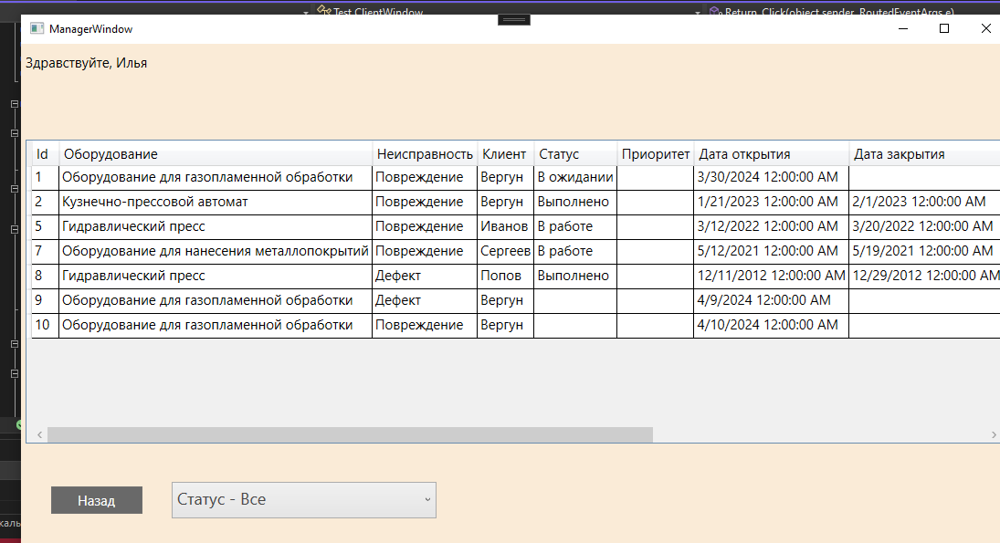 Test.ClientWindow Return_Click(object sender, RoutedEventArgs e)
ManagerWindow
Здравствуйте, Илья
Id Оборудование Неисправность Клиент Статус Приоритет Дата открытия Дата закрытия
1 Оборудование для газопламенной обработки Повреждение Вергун В ожидании 3/30/2024 12:00:00 AM
2 Кузнечно-прессовой автомат Повреждение Вергун Выполнено 1/21/2023 12:00:00 AM 2/1/2023 12:00:00 AM
5 Гидравлический пресс Повреждение Иванов В работе 3/12/2022 12:00:00 AM 3/20/2022 12:00:00 AM
7 Оборудование для нанесения металлопокрытий Повреждение Сергеев В работе 5/12/2021 12:00:00 AM 5/19/2021 12:00:00 AM
8 Гидравлический пресс Дефект Попов Выполнено 12/11/2012 12:00:00 AM 12/29/2012 12:00:00 AM
9 Оборудование для газопламенной обработки Дефект Вергун 4/9/2024 12:00:00 AM
10 Оборудование для газопламенной обработки Повреждение Вергун 4/10/2024 12:00:00 AM
Назад Статус - Все